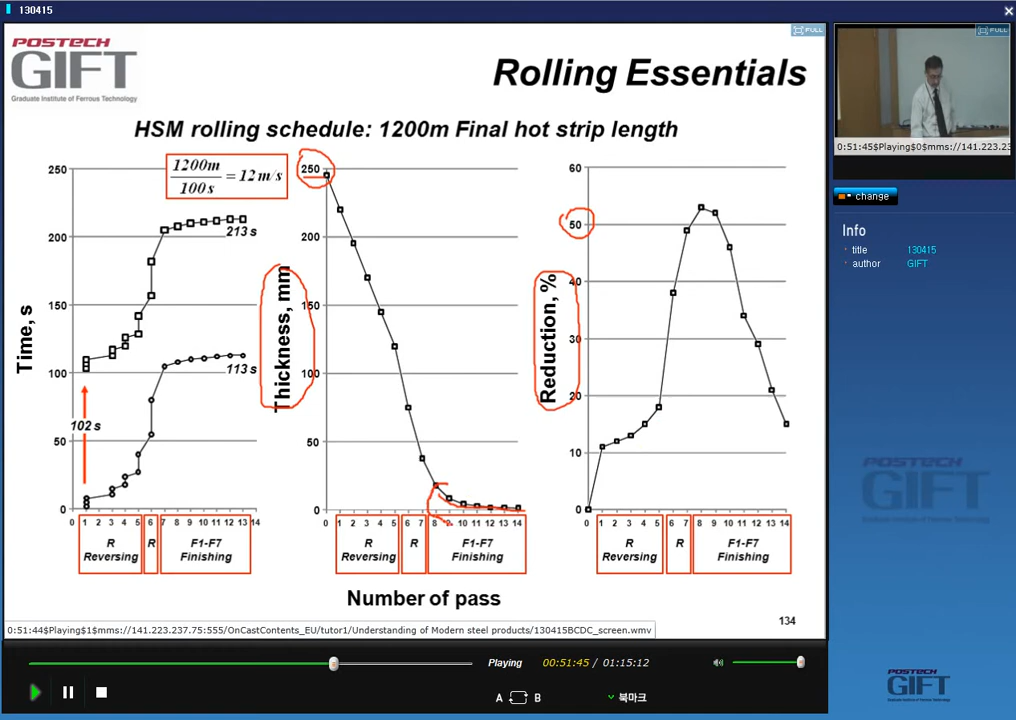 130415
POSTECH
GIFT
Graduate Institute of Ferrous Technology
FULL
Rolling Essentials
HSM rolling schedule: 1200m Final hot strip length
1200m
100 s
= 12 m/s
Time, s
250
200
150
100
50
0
213 s
113 s
102 s
0 1 2 3 4 5 6 7 8 9 10 11 12 13 14
R
Reversing
R
F1-F7
Finishing
Thickness, mm
250
200
150
100
50
0
0 1 2 3 4 5 6 7 8 9 10 11 12 13 14
R
Reversing
R
F1-F7
Finishing
Reduction, %
60
50
40
30
20
10
0
0 1 2 3 4 5 6 7 8 9 10 11 12 13 14
R
Reversing
R
F1-F7
Finishing
Number of pass
134
0:51:44$Playing$1$mms://141.223.237.75:555/OnCastContents_EU/tutor1/Understanding of Modern steel products/130415BCDC_screen.wmv
FULL
0:51:45$Playing$0$mms://141.223.23
change
Info
title 130415
author GIFT
POSTECH
GIFT
Playing
00:51:45 / 01:15:12
A B
북마크
POSTECH
GIFT